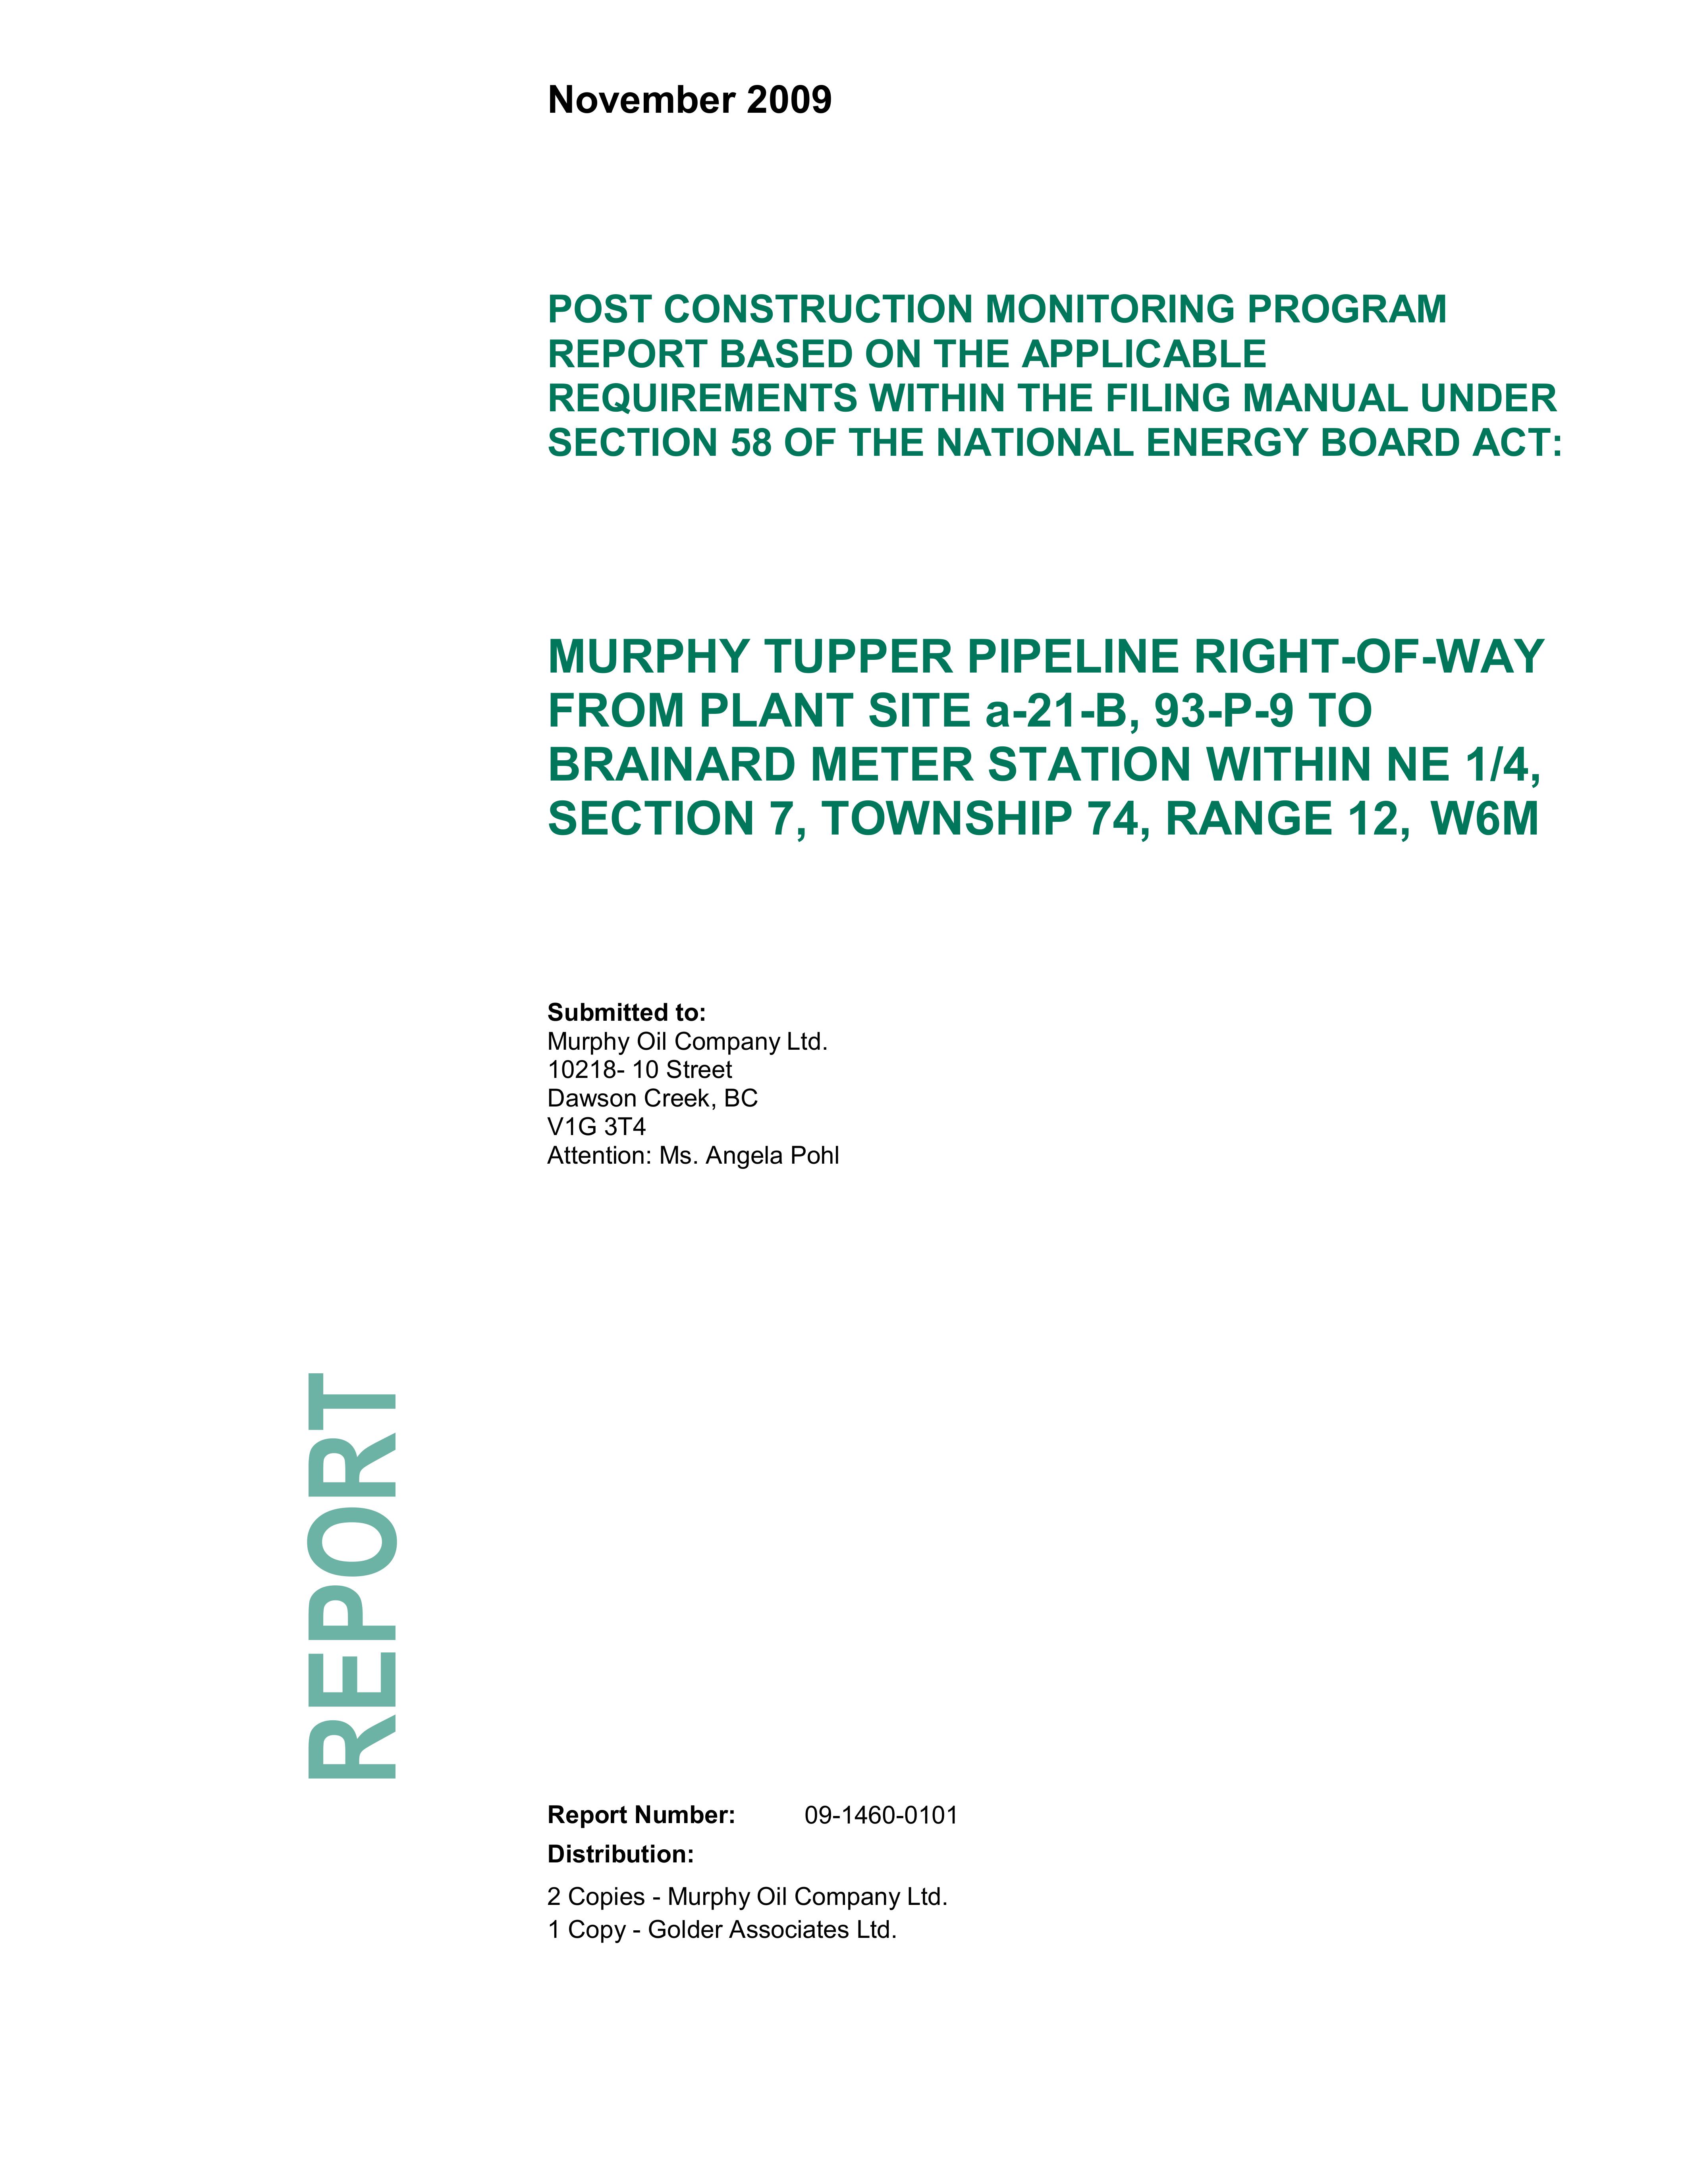 November 2009
POST CONSTRUCTION MONITORING PROGRAM
REPORT BASED ON THE APPLICABLE
REQUIREMENTS WITHIN THE FILING MANUAL UNDER
SECTION 58 OF THE NATIONAL ENERGY BOARD ACT:
MURPHY TUPPER PIPELINE RIGHT-OF-WAY
FROM PLANT SITE a-21-B, 93-P-9 TO
BRAINARD METER STATION WITHIN NE 1/4,
SECTION 7, TOWNSHIP 74, RANGE 12, W6M
Submitted to:
Murphy Oil Company Ltd.
10218- 10 Street
Dawson Creek, BC
V1G 3T4
Attention: Ms. Angela Pohl
REPORT
Report Number: 09-1460-0101
Distribution:
2 Copies - Murphy Oil Company Ltd.
1 Copy - Golder Associates Ltd.